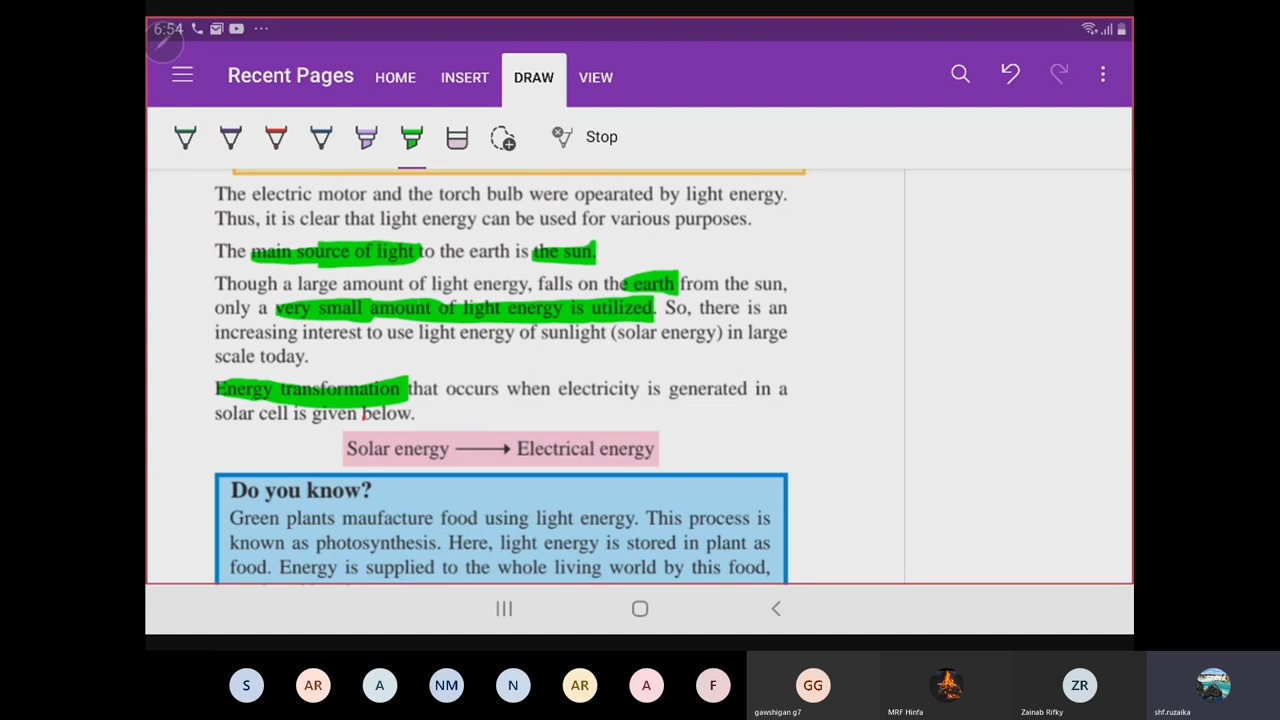 6:54
Recent Pages HOME INSERT DRAW VIEW
Stop
The electric motor and the torch bulb were opearated by light energy.
Thus, it is clear that light energy can be used for various purposes.
The main source of light to the earth is the sun.
Though a large amount of light energy, falls on the earth from the sun,
only a very small amount of light energy is utilized. So, there is an
increasing interest to use light energy of sunlight (solar energy) in large
scale today.
Energy transformation that occurs when electricity is generated in a
solar cell is given below.
Solar energy ⟶ Electrical energy
Do you know?
Green plants maufacture food using light energy. This process is
known as photosynthesis. Here, light energy is stored in plant as
food. Energy is supplied to the whole living world by this food,
S AR A NM N AR A F GG ZR
gawshigan g7 MRF Hinfa Zainab Rifky shf.ruzaika